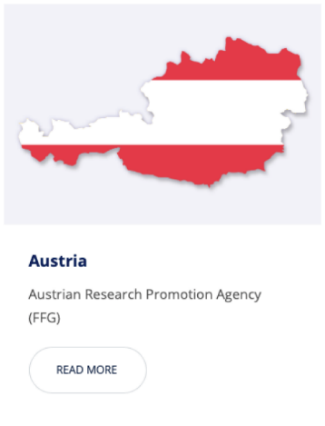 Austria
Austrian Research Promotion Agency
(FFG)
READ MORE